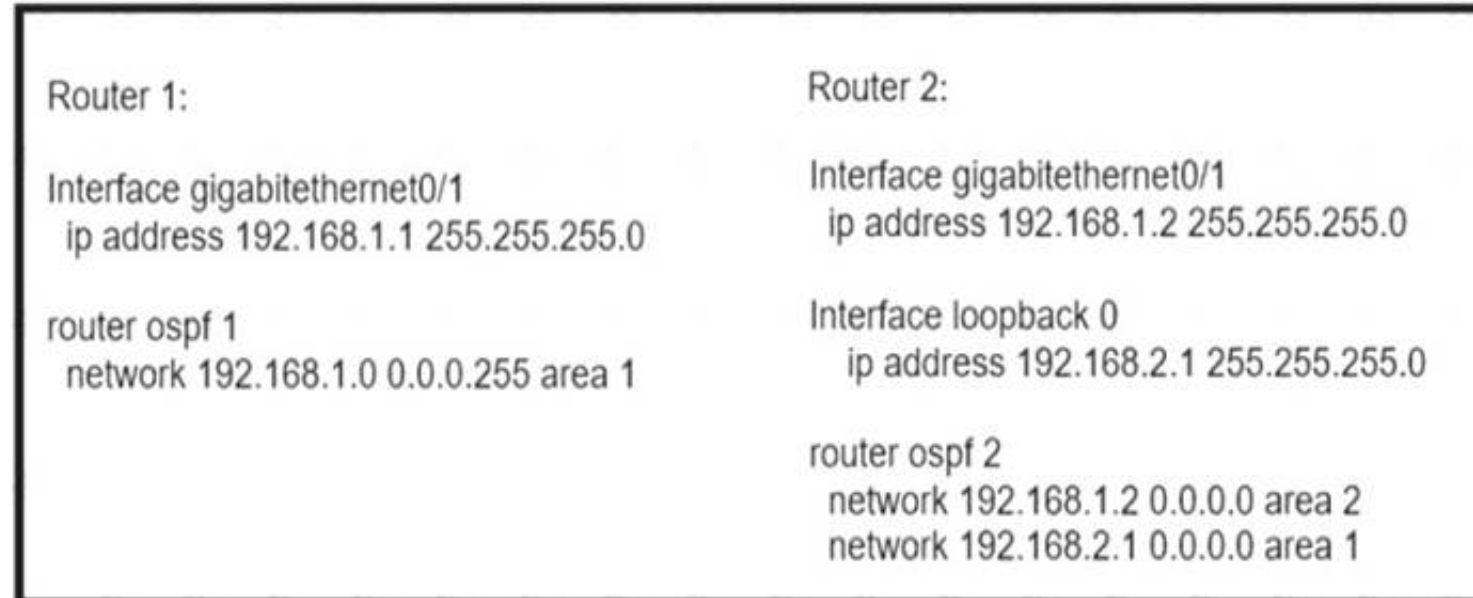 Router 1:
Interface gigabitethernet0/1
ip address 192.168.1.1 255.255.255.0
router ospf 1
network 192.168.1.0 0.0.0.255 area 1
Router 2:
Interface gigabitethernet0/1
ip address 192.168.1.2 255.255.255.0
Interface loopback 0
ip address 192.168.2.1 255.255.255.0
router ospf 2
network 192.168.1.2 0.0.0.0 area 2
network 192.168.2.1 0.0.0.0 area 1